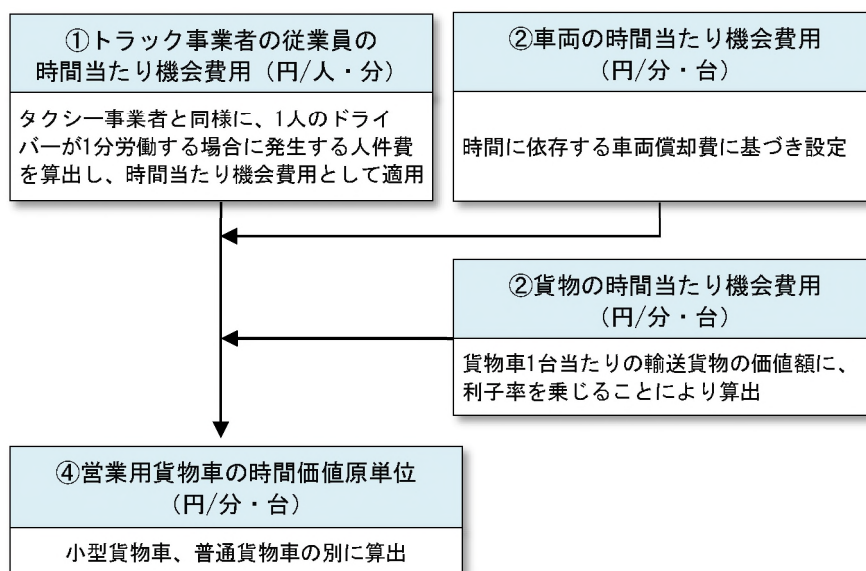 ①トラック事業者の従業員の
時間当たり機会費用（円/人・分）
タクシー事業者と同様に、1人のドライ
バーが1分労働する場合に発生する人件費
を算出し、時間当たり機会費用として適用
②車両の時間当たり機会費用
（円/分・台）
時間に依存する車両償却費に基づき設定
②貨物の時間当たり機会費用
（円/分・台）
貨物車1台当たりの輸送貨物の価値額に、
利子率を乗じることにより算出
④営業用貨物車の時間価値原単位
（円/分・台）
小型貨物車、普通貨物車の別に算出